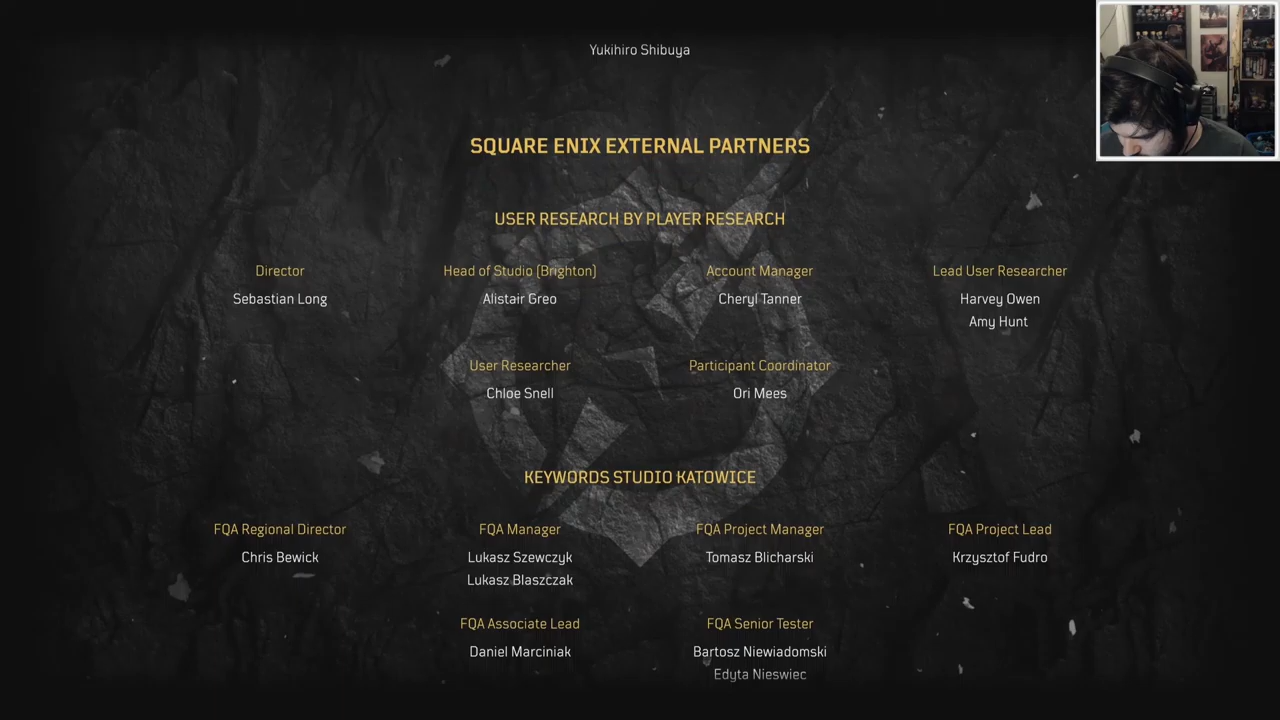 Yukihiro Shibuya
SQUARE ENIX EXTERNAL PARTNERS
USER RESEARCH BY PLAYER RESEARCH
Director
Sebastian Long
Head of Studio (Brighton)
Alistair Greo
Account Manager
Cheryl Tanner
Lead User Researcher
Harvey Owen
Amy Hunt
User Researcher
Chloe Snell
Participant Coordinator
Ori Mees
KEYWORDS STUDIO KATOWICE
FQA Regional Director
Chris Bewick
FQA Manager
Lukasz Szewczyk
Lukasz Blaszczak
FQA Project Manager
Tomasz Blicharski
FQA Project Lead
Krzysztof Fudro
FQA Associate Lead
Daniel Marciniak
FQA Senior Tester
Bartosz Niewiadomski
Edyta Nieswiec